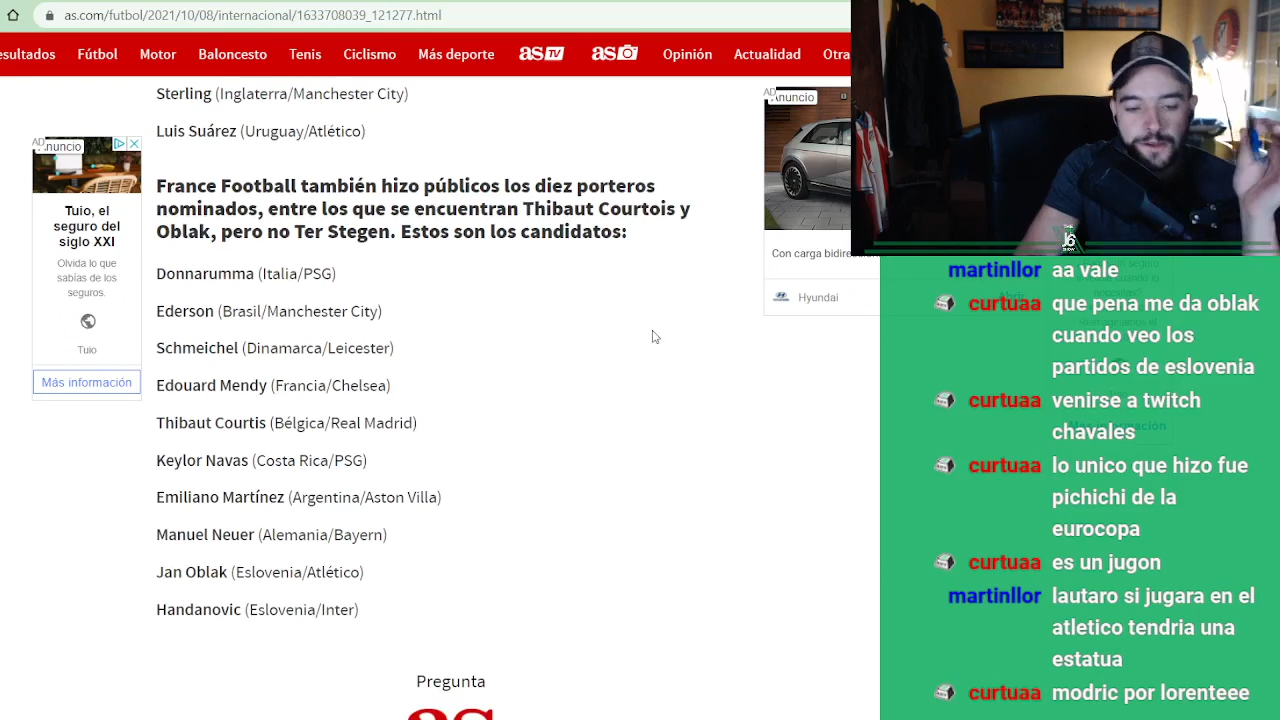 as.com/futbol/2021/10/08/internacional/1633708039_121277.html
esultados Fútbol Motor Baloncesto Tenis Ciclismo Más deporte as TV as Opinión Actualidad Otra
Sterling (Inglaterra/Manchester City)
Luis Suárez (Uruguay/Atlético)
France Football también hizo públicos los diez porteros
nominados, entre los que se encuentran Thibaut Courtois y
Oblak, pero no Ter Stegen. Estos son los candidatos:
Donnarumma (Italia/PSG)
Ederson (Brasil/Manchester City)
Schmeichel (Dinamarca/Leicester)
Edouard Mendy (Francia/Chelsea)
Thibaut Courtis (Bélgica/Real Madrid)
Keylor Navas (Costa Rica/PSG)
Emiliano Martínez (Argentina/Aston Villa)
Manuel Neuer (Alemania/Bayern)
Jan Oblak (Eslovenia/Atlético)
Handanovic (Eslovenia/Inter)
Pregunta
as
AD
Anuncio
Tuio, el
seguro del
siglo XXI
Olvida lo que
sabías de los
seguros.
Tuio
Más información
AD
Anuncio
Con carga bidirec
Hyundai
martinllor aa vale
curtuaa que pena me da oblak
cuando veo los
partidos de eslovenia
curtuaa venirse a twitch
chavales
curtuaa lo unico que hizo fue
pichichi de la
eurocopa
curtuaa es un jugon
martinllor lautaro si jugara en el
atletico tendria una
estatua
curtuaa modric por lorenteee